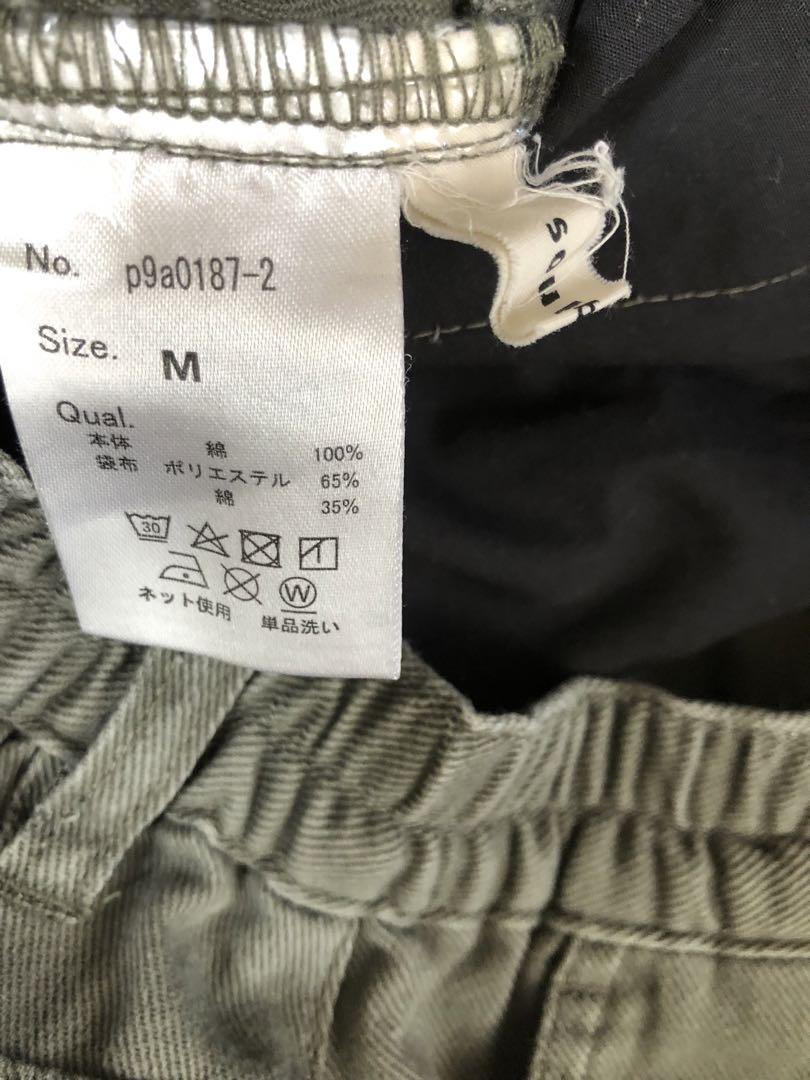 No. p9a0187-2
Size. M
Qual.
本体 綿 100%
袋布 ポリエステル 65%
綿 35%
30
W
ネット使用 単品洗い